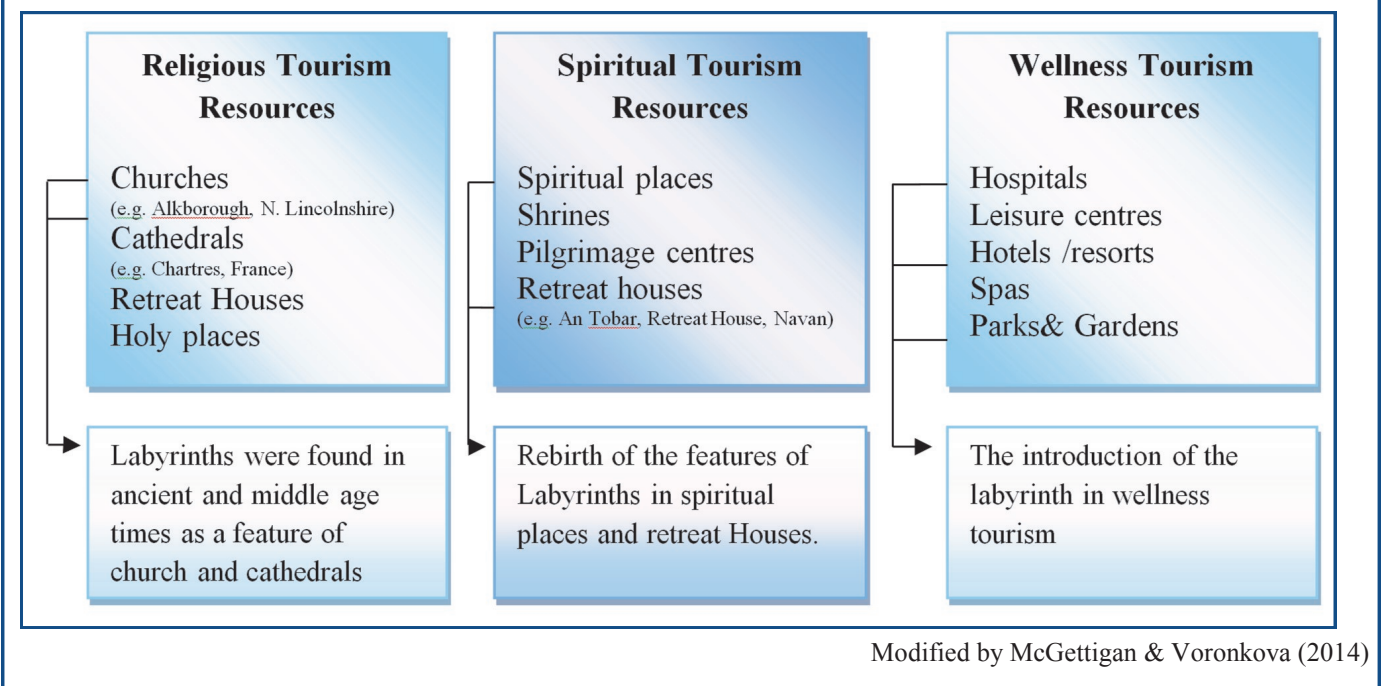 Religious Tourism
Resources
Churches
(e.g. Alkborough, N. Lincolnshire)
Cathedrals
(e.g. Chartres, France)
Retreat Houses
Holy places
Labyrinths were found in
ancient and middle age
times as a feature of
church and cathedrals
Spiritual Tourism
Resources
Spiritual places
Shrines
Pilgrimage centres
Retreat houses
(e.g. An Tobar, Retreat House, Navan)
Rebirth of the features of
Labyrinths in spiritual
places and retreat Houses.
Wellness Tourism
Resources
Hospitals
Leisure centres
Hotels /resorts
Spas
Parks& Gardens
The introduction of the
labyrinth in wellness
tourism
Modified by McGettigan & Voronkova (2014)